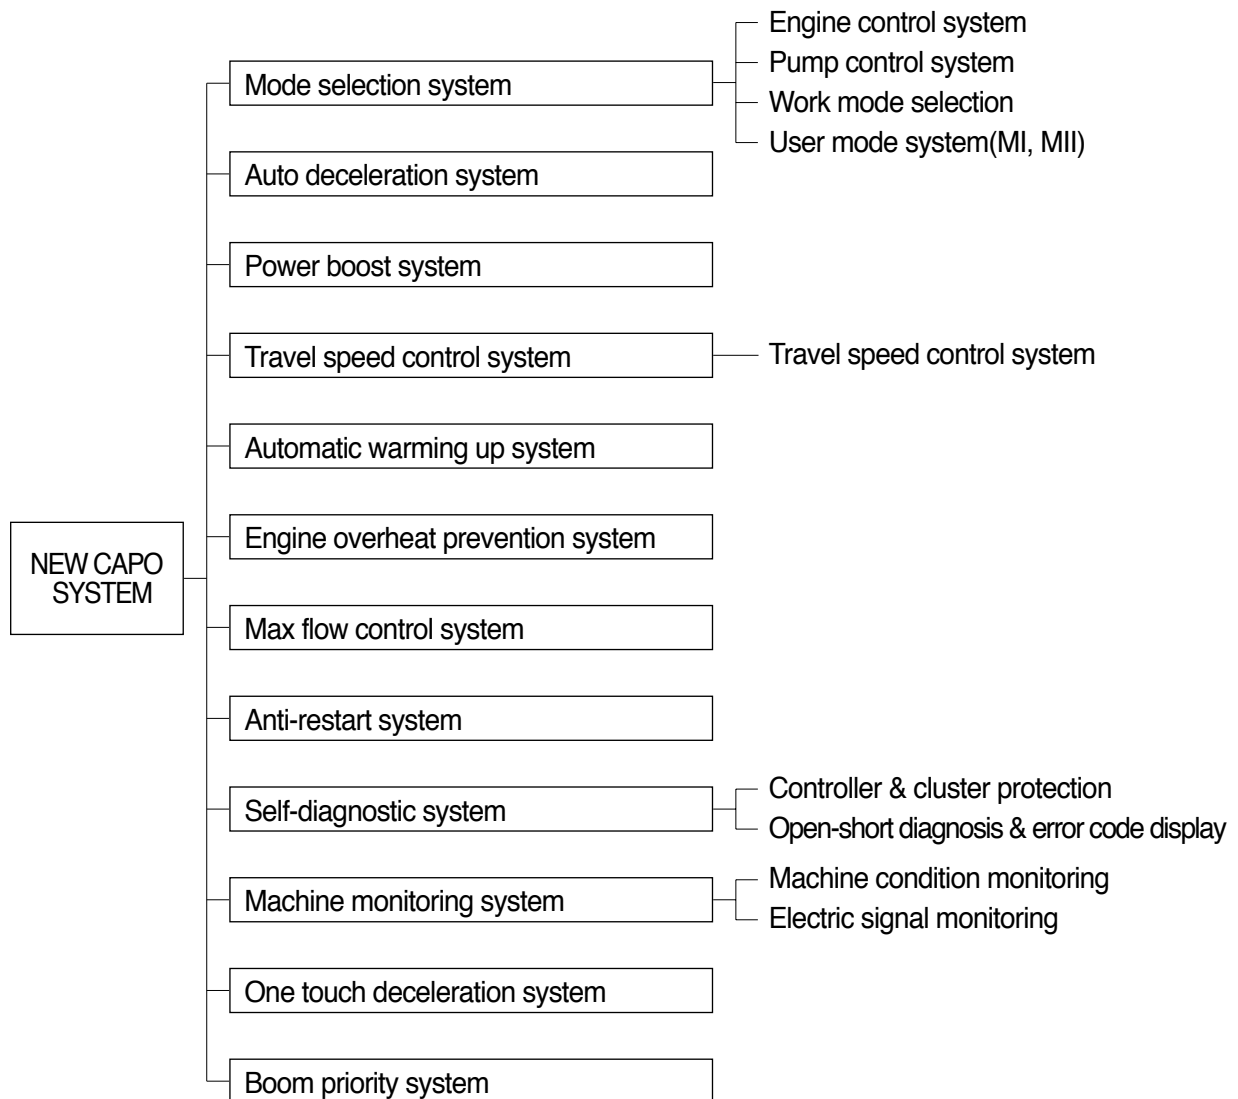 Engine control system
Pump control system
Mode selection system
Work mode selection
User mode system(MI, MII)
Auto deceleration system
Power boost system
Travel speed control system
Travel speed control system
Automatic warming up system
Engine overheat prevention system
NEW CAPO
SYSTEM
Max flow control system
Anti-restart system
Self-diagnostic system
Controller & cluster protection
Open-short diagnosis & error code display
Machine monitoring system
Machine condition monitoring
Electric signal monitoring
One touch deceleration system
Boom priority system